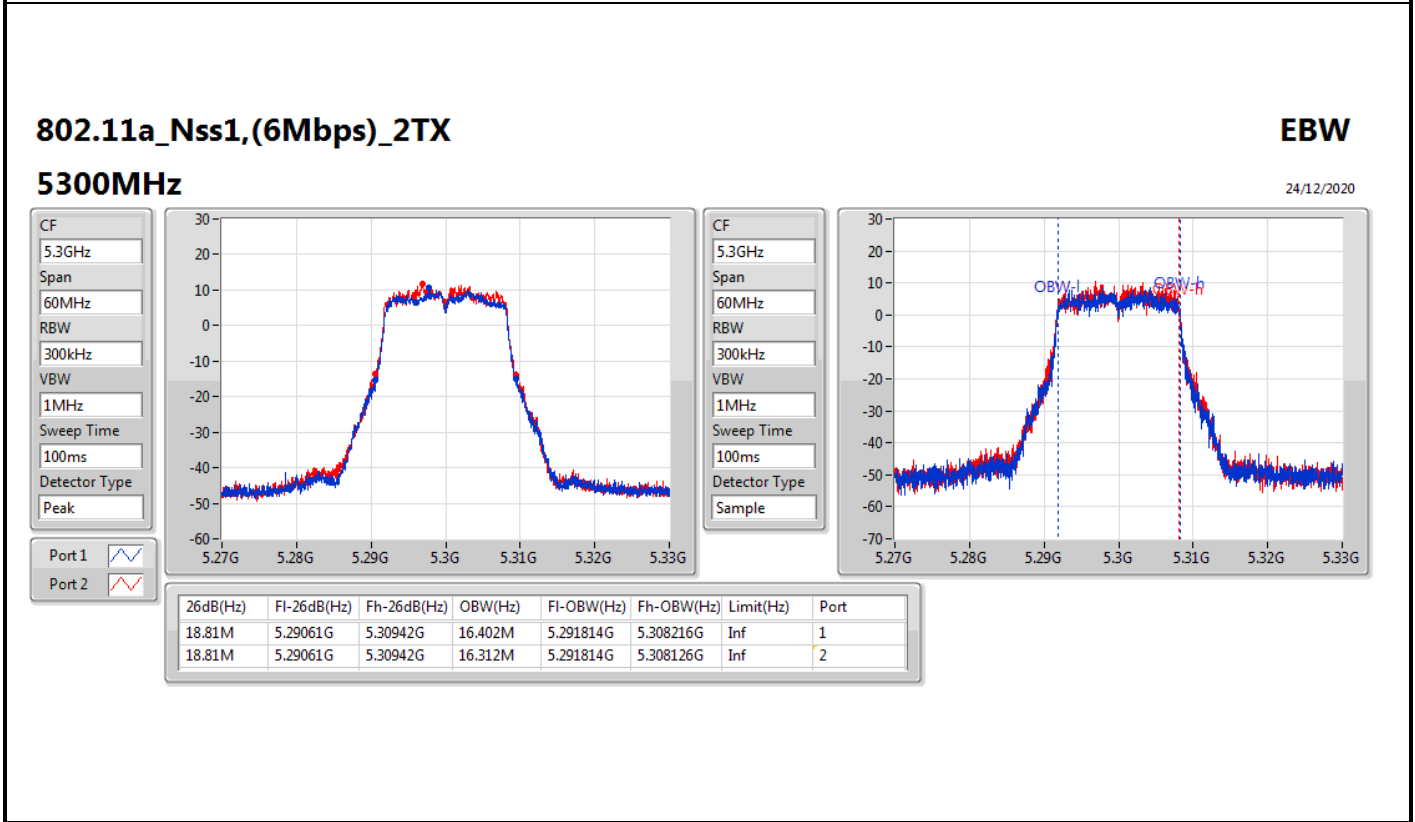 802.11a_Nss1,(6Mbps)_2TX EBW
5300MHz 24/12/2020
CF
5.3GHz
Span
60MHz
RBW
300kHz
VBW
1MHz
Sweep Time
100ms
Detector Type
Peak
Port 1
Port 2
30
20
10
0
-10
-20
-30
-40
-50
-60
5.27G 5.28G 5.29G 5.3G 5.31G 5.32G 5.33G
CF
5.3GHz
Span
60MHz
RBW
300kHz
VBW
1MHz
Sweep Time
100ms
Detector Type
Sample
30
20
10
0
-10
-20
-30
-40
-50
-60
-70
OBW-l OBW-h
5.27G 5.28G 5.29G 5.3G 5.31G 5.32G 5.33G
26dB(Hz) Fl-26dB(Hz) Fh-26dB(Hz) OBW(Hz) Fl-OBW(Hz) Fh-OBW(Hz) Limit(Hz) Port
18.81M 5.29061G 5.30942G 16.402M 5.291814G 5.308216G Inf 1
18.81M 5.29061G 5.30942G 16.312M 5.291814G 5.308126G Inf 2